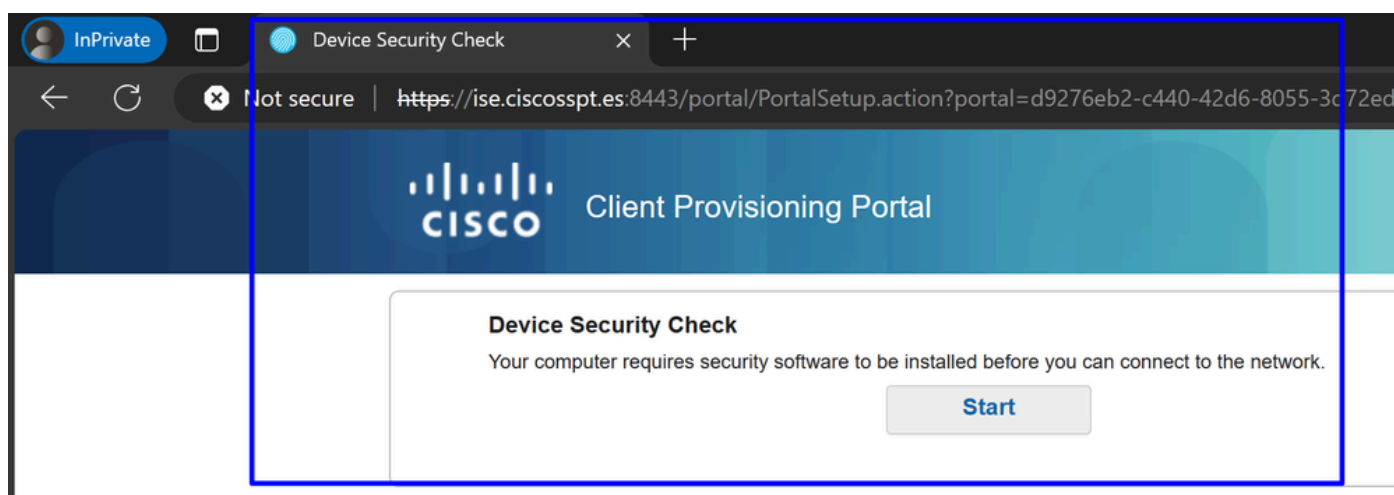 InPrivate
Device Security Check
Not secure
https://ise.ciscosspt.es:8443/portal/PortalSetup.action?portal=d9276eb2-c440-42d6-8055-3d72ed
CISCO
Client Provisioning Portal
Device Security Check
Your computer requires security software to be installed before you can connect to the network.
Start